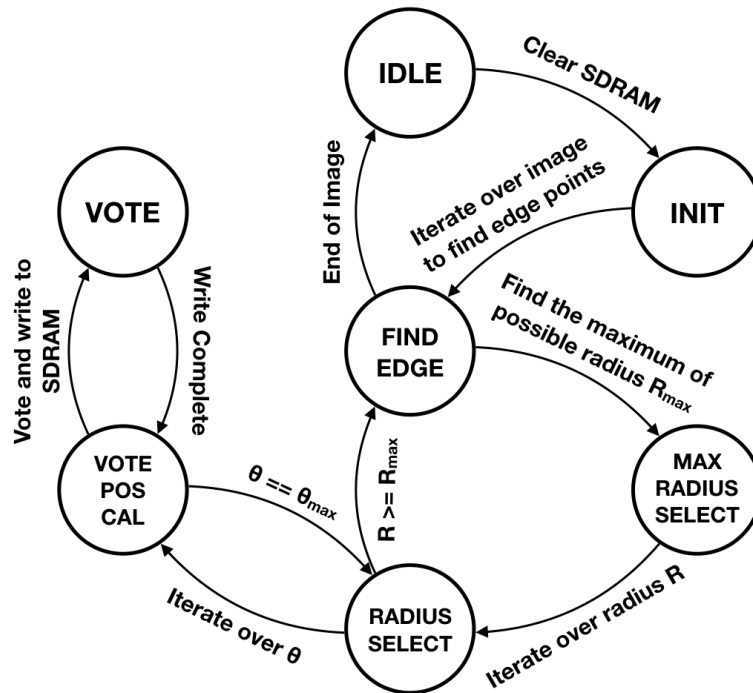 IDLE
Clear SDRAM
INIT
Iterate over image
to find edge points
End of Image
VOTE
Vote and write to
SDRAM
Write Complete
FIND
EDGE
Find the maximum of
possible radius Rmax
MAX
RADIUS
SELECT
VOTE
POS
CAL
θ == θmax
R >= Rmax
Iterate over θ
RADIUS
SELECT
Iterate over radius R